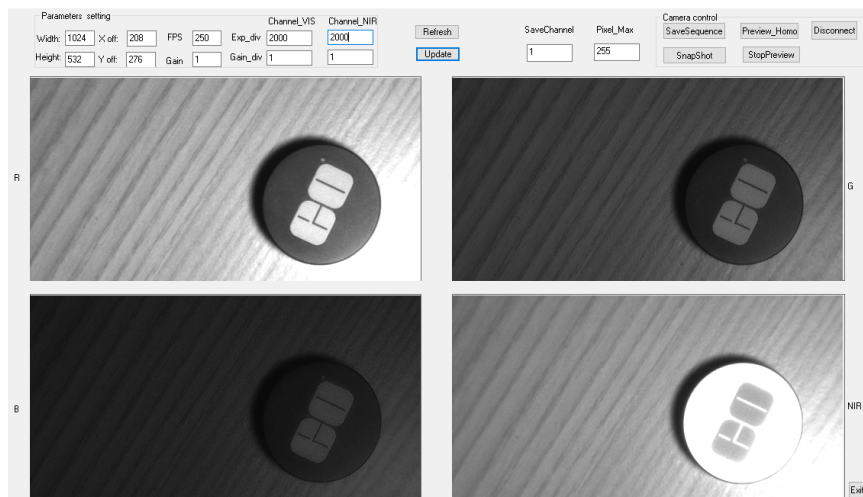 Parameters setting
Channel_VIS Channel_NIR
Width: 1024 X off: 208 FPS 250 Exp_div 2000 2000
Height: 532 Y off: 276 Gain 1 Gain_div 1 1
Refresh
Update
SaveChannel Pixel_Max
1 255
Camera control
SaveSequence Preview_Homo Disconnect
SnapShot StopPreview
R
G
B
NIR
Exit